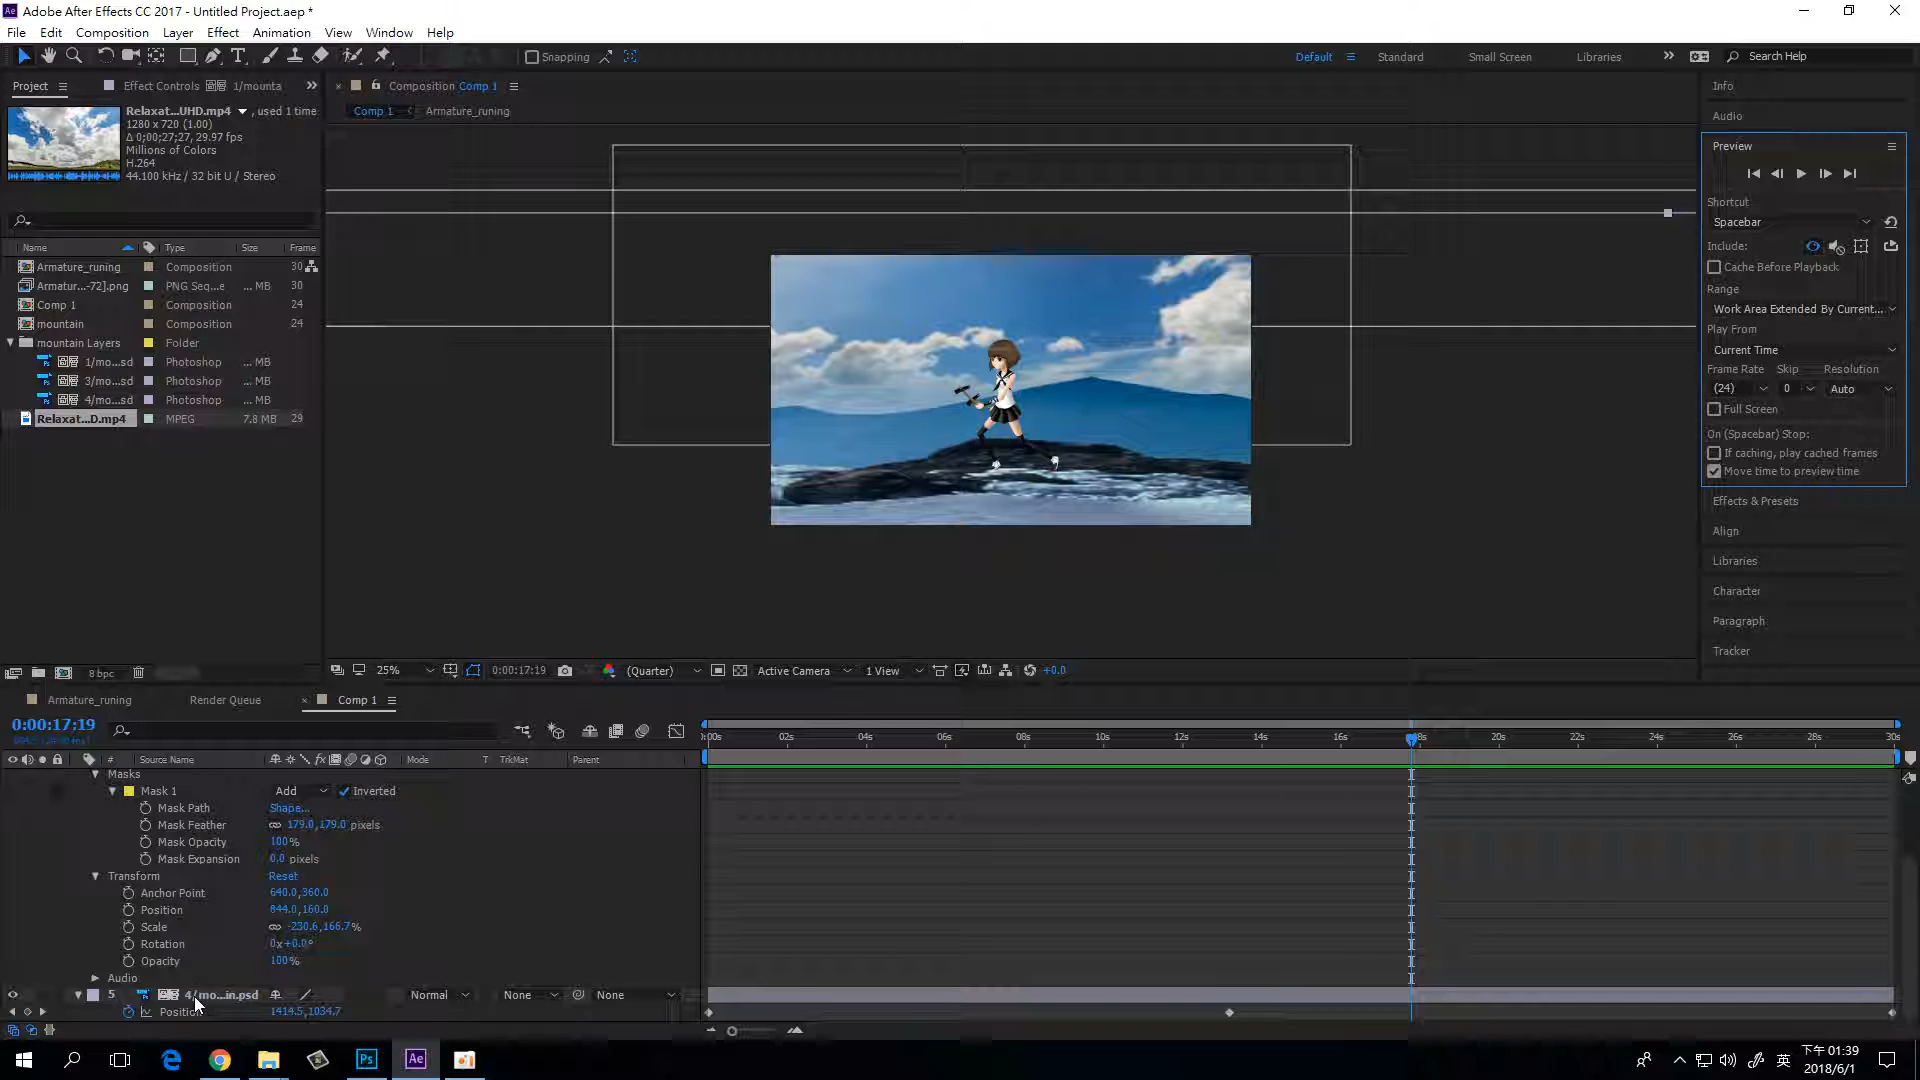 Adobe After Effects CC 2017 - Untitled Project.aep *
File Edit Composition Layer Effect Animation View Window Help
Snapping
Default Standard Small Screen Libraries Search Help
Project Effect Controls 1/mounta
Relaxat...UHD.mp4 , used 1 time
1280 x 720 (1.00)
Δ 0;00;27;27, 29.97 fps
Millions of Colors
H.264
44.100 kHz / 32 bit U / Stereo
Name Type Size Frame
Armature_runing Composition 30
Armatur...-72].png PNG Seq...e ... MB 30
Comp 1 Composition 24
mountain Composition 24
mountain Layers Folder
1/mo...sd Photoshop ... MB
3/mo...sd Photoshop ... MB
4/mo...sd Photoshop ... MB
Relaxat...D.mp4 MPEG 7.8 MB 29
8 bpc
Composition Comp 1
Comp 1 Armature_runing
25% 0:00:17:19 (Quarter) Active Camera 1 View +0.0
Info
Audio
Preview
Shortcut
Spacebar
Include:
Cache Before Playback
Range
Work Area Extended By Current...
Play From
Current Time
Frame Rate Skip Resolution
(24) 0 Auto
Full Screen
On (Spacebar) Stop:
If caching, play cached frames
Move time to preview time
Effects & Presets
Align
Libraries
Character
Paragraph
Tracker
Armature_runing Render Queue Comp 1
0:00:17:19
# Source Name Mode T TrkMat Parent
:00s 02s 04s 06s 08s 10s 12s 14s 16s 18s 20s 22s 24s 26s 28s 30s
Masks
Mask 1 Add Inverted
Mask Path Shape...
Mask Feather 179.0,179.0 pixels
Mask Opacity 100%
Mask Expansion 0.0 pixels
Transform Reset
Anchor Point 640.0,360.0
Position 844.0,160.0
Scale -230.6,166.7%
Rotation 0x+0.0°
Opacity 100%
Audio
5 4/mo...in.psd Normal None None
Position 1414.5,1034.7
Ps Ae
英
下午 01:39
2018/6/1